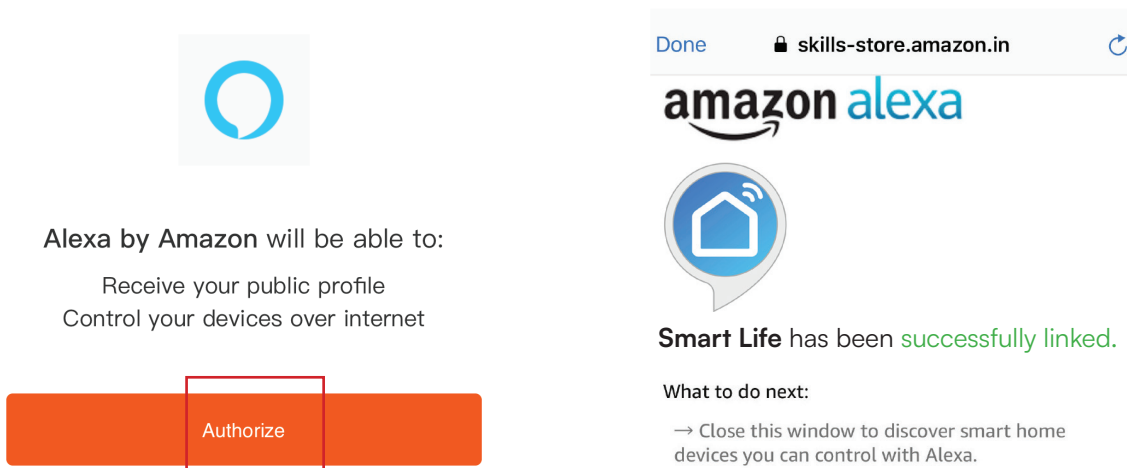 Alexa by Amazon will be able to:
Receive your public profile
Control your devices over internet
Authorize
Done
skills-store.amazon.in
amazon alexa
Smart Life has been successfully linked.
What to do next:
→ Close this window to discover smart home
devices you can control with Alexa.